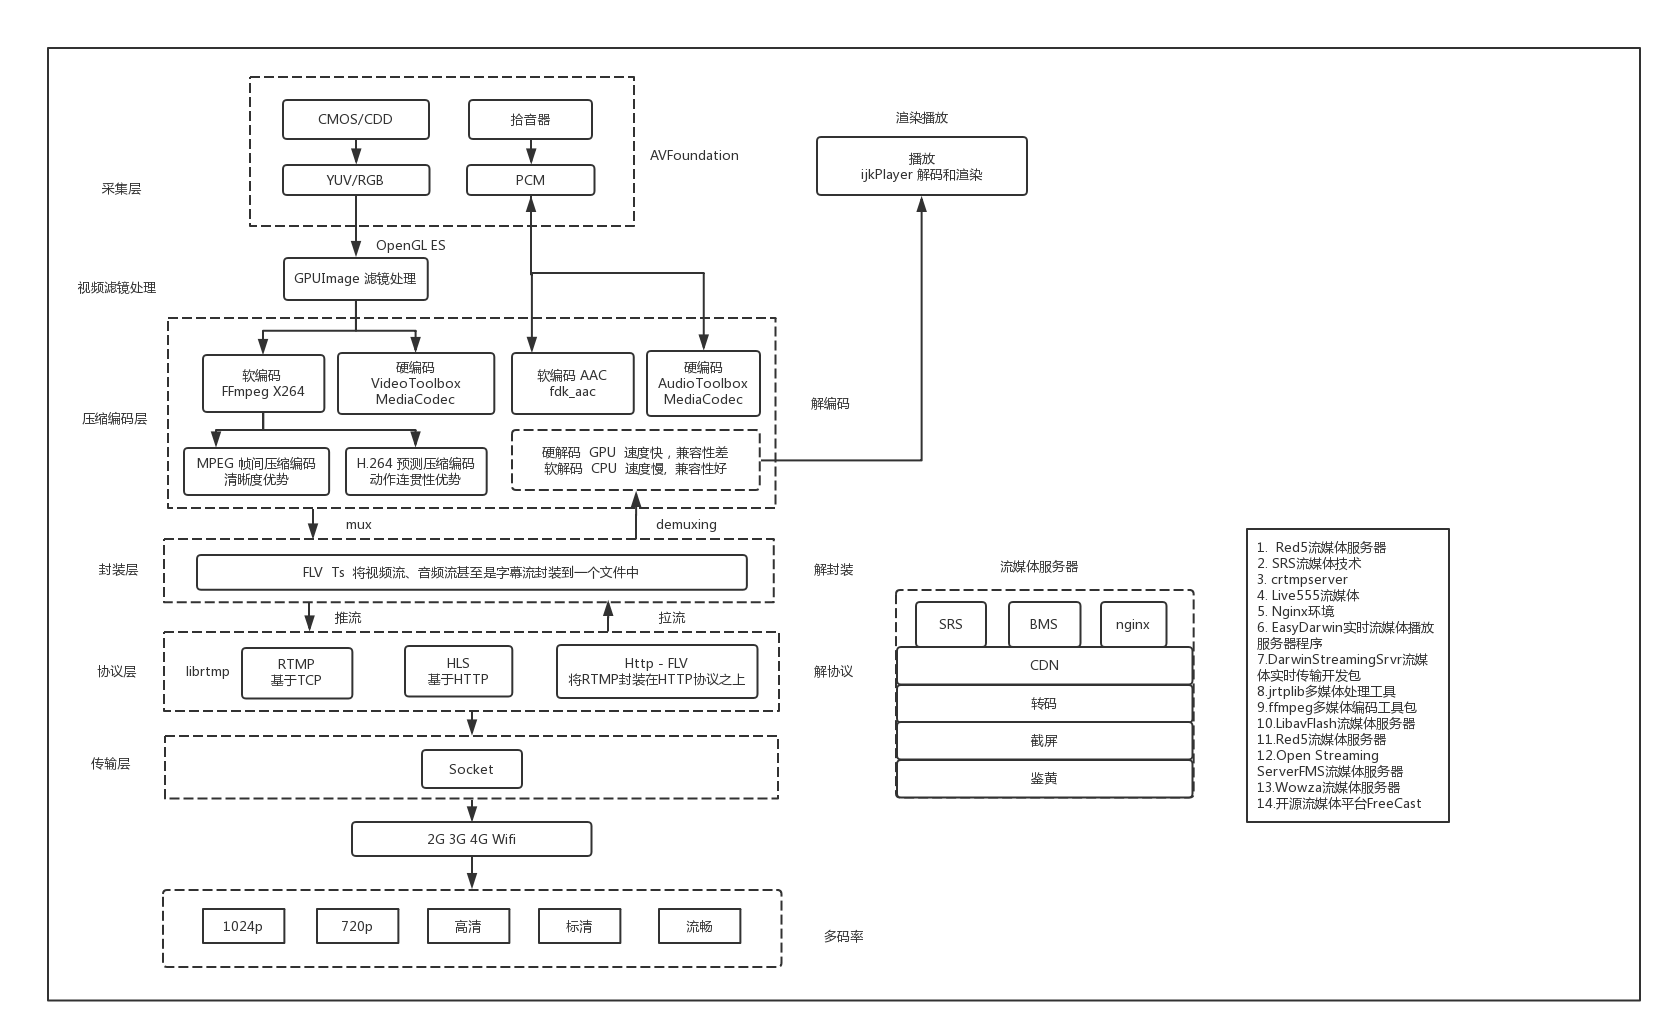 CMOS/CDD
拾音器
AVFoundation
采集层
YUV/RGB
PCM
渲染播放
播放
ijkPlayer 解码和渲染
OpenGL ES
视频滤镜处理
GPUImage 滤镜处理
压缩编码层
软编码
FFmpeg X264
硬编码
VideoToolbox
MediaCodec
软编码 AAC
fdk_aac
硬编码
AudioToolbox
MediaCodec
解编码
MPEG 帧间压缩编码
清晰度优势
H.264 预测压缩编码
动作连贯性优势
硬解码 GPU 速度快，兼容性差
软解码 CPU 速度慢, 兼容性好
mux
demuxing
封装层
FLV Ts 将视频流、音频流甚至是字幕流封装到一个文件中
解封装
推流
拉流
协议层
librtmp
RTMP
基于TCP
HLS
基于HTTP
Http - FLV
将RTMP封装在HTTP协议之上
解协议
传输层
Socket
2G 3G 4G Wifi
1024p
720p
高清
标清
流畅
多码率
流媒体服务器
SRS
BMS
nginx
CDN
转码
截屏
鉴黄
1. Red5流媒体服务器
2. SRS流媒体技术
3. crtmpserver
4. Live555流媒体
5. Nginx环境
6. EasyDarwin实时流媒体播放
服务器程序
7.DarwinStreamingSrvr流媒
体实时传输开发包
8.jrtplib多媒体处理工具
9.ffmpeg多媒体编码工具包
10.LibavFlash流媒体服务器
11.Red5流媒体服务器
12.Open Streaming
ServerFMS流媒体服务器
13.Wowza流媒体服务器
14.开源流媒体平台FreeCast